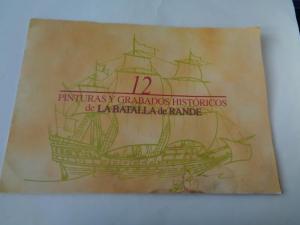 12
PINTURAS Y GRABADOS HISTÓRICOS
de LA BATALLA de RANDE